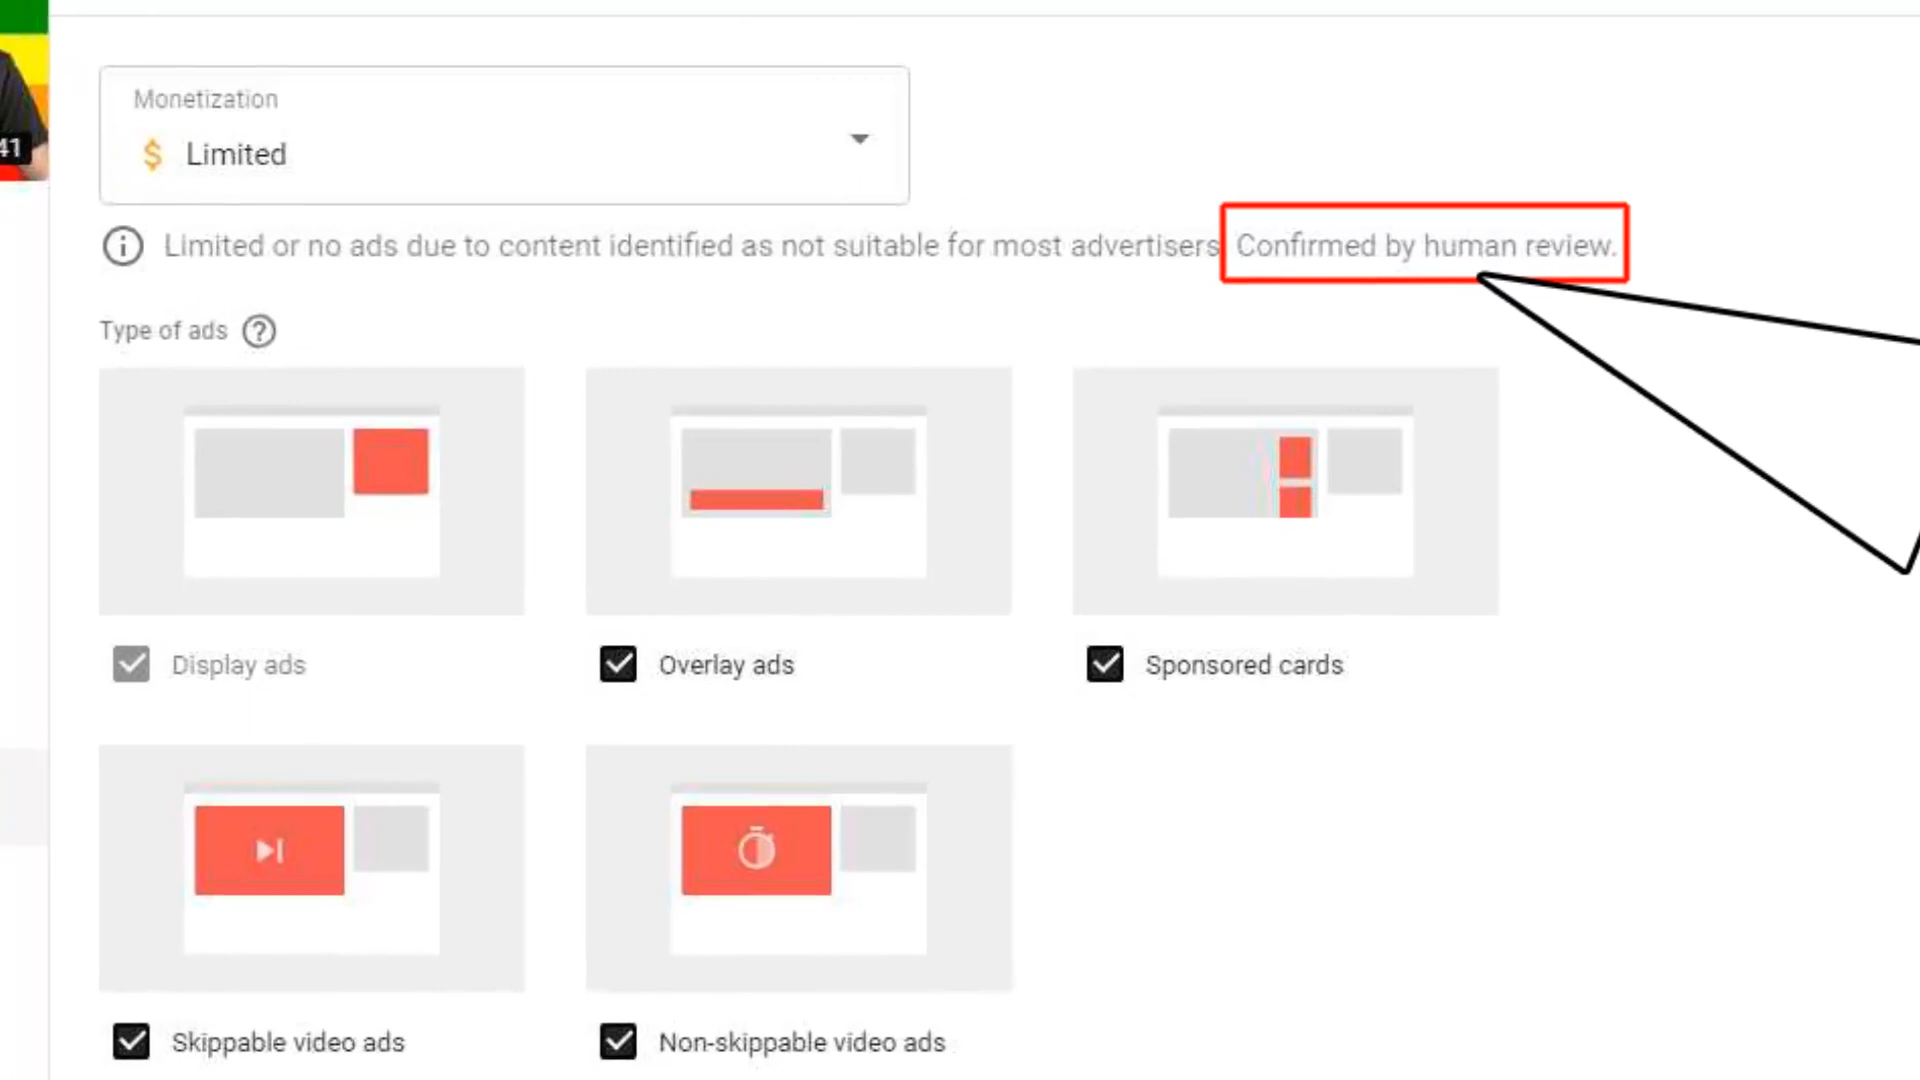 Monetization
$ Limited
41
Limited or no ads due to content identified as not suitable for most advertisers Confirmed by human review.
Type of ads
Display ads
Overlay ads
Sponsored cards
Skippable video ads
Non-skippable video ads